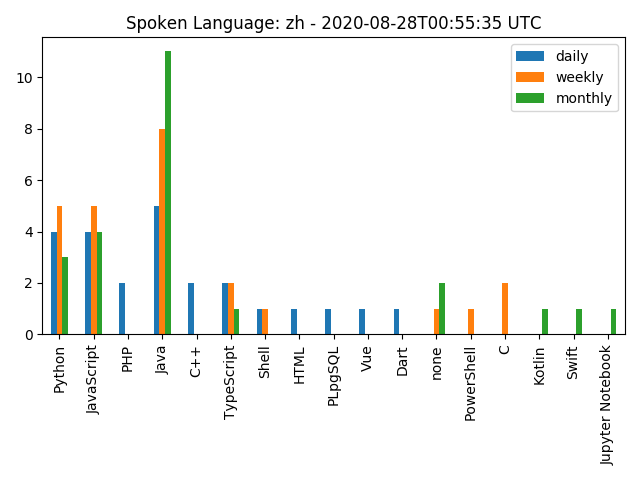 Spoken Language: zh - 2020-08-28T00:55:35 UTC
daily
weekly
monthly
10
8
6
4
2
0
Python
JavaScript
PHP
Java
C++
TypeScript
Shell
HTML
PLpgSQL
Vue
Dart
none
PowerShell
C
Kotlin
Swift
Jupyter Notebook